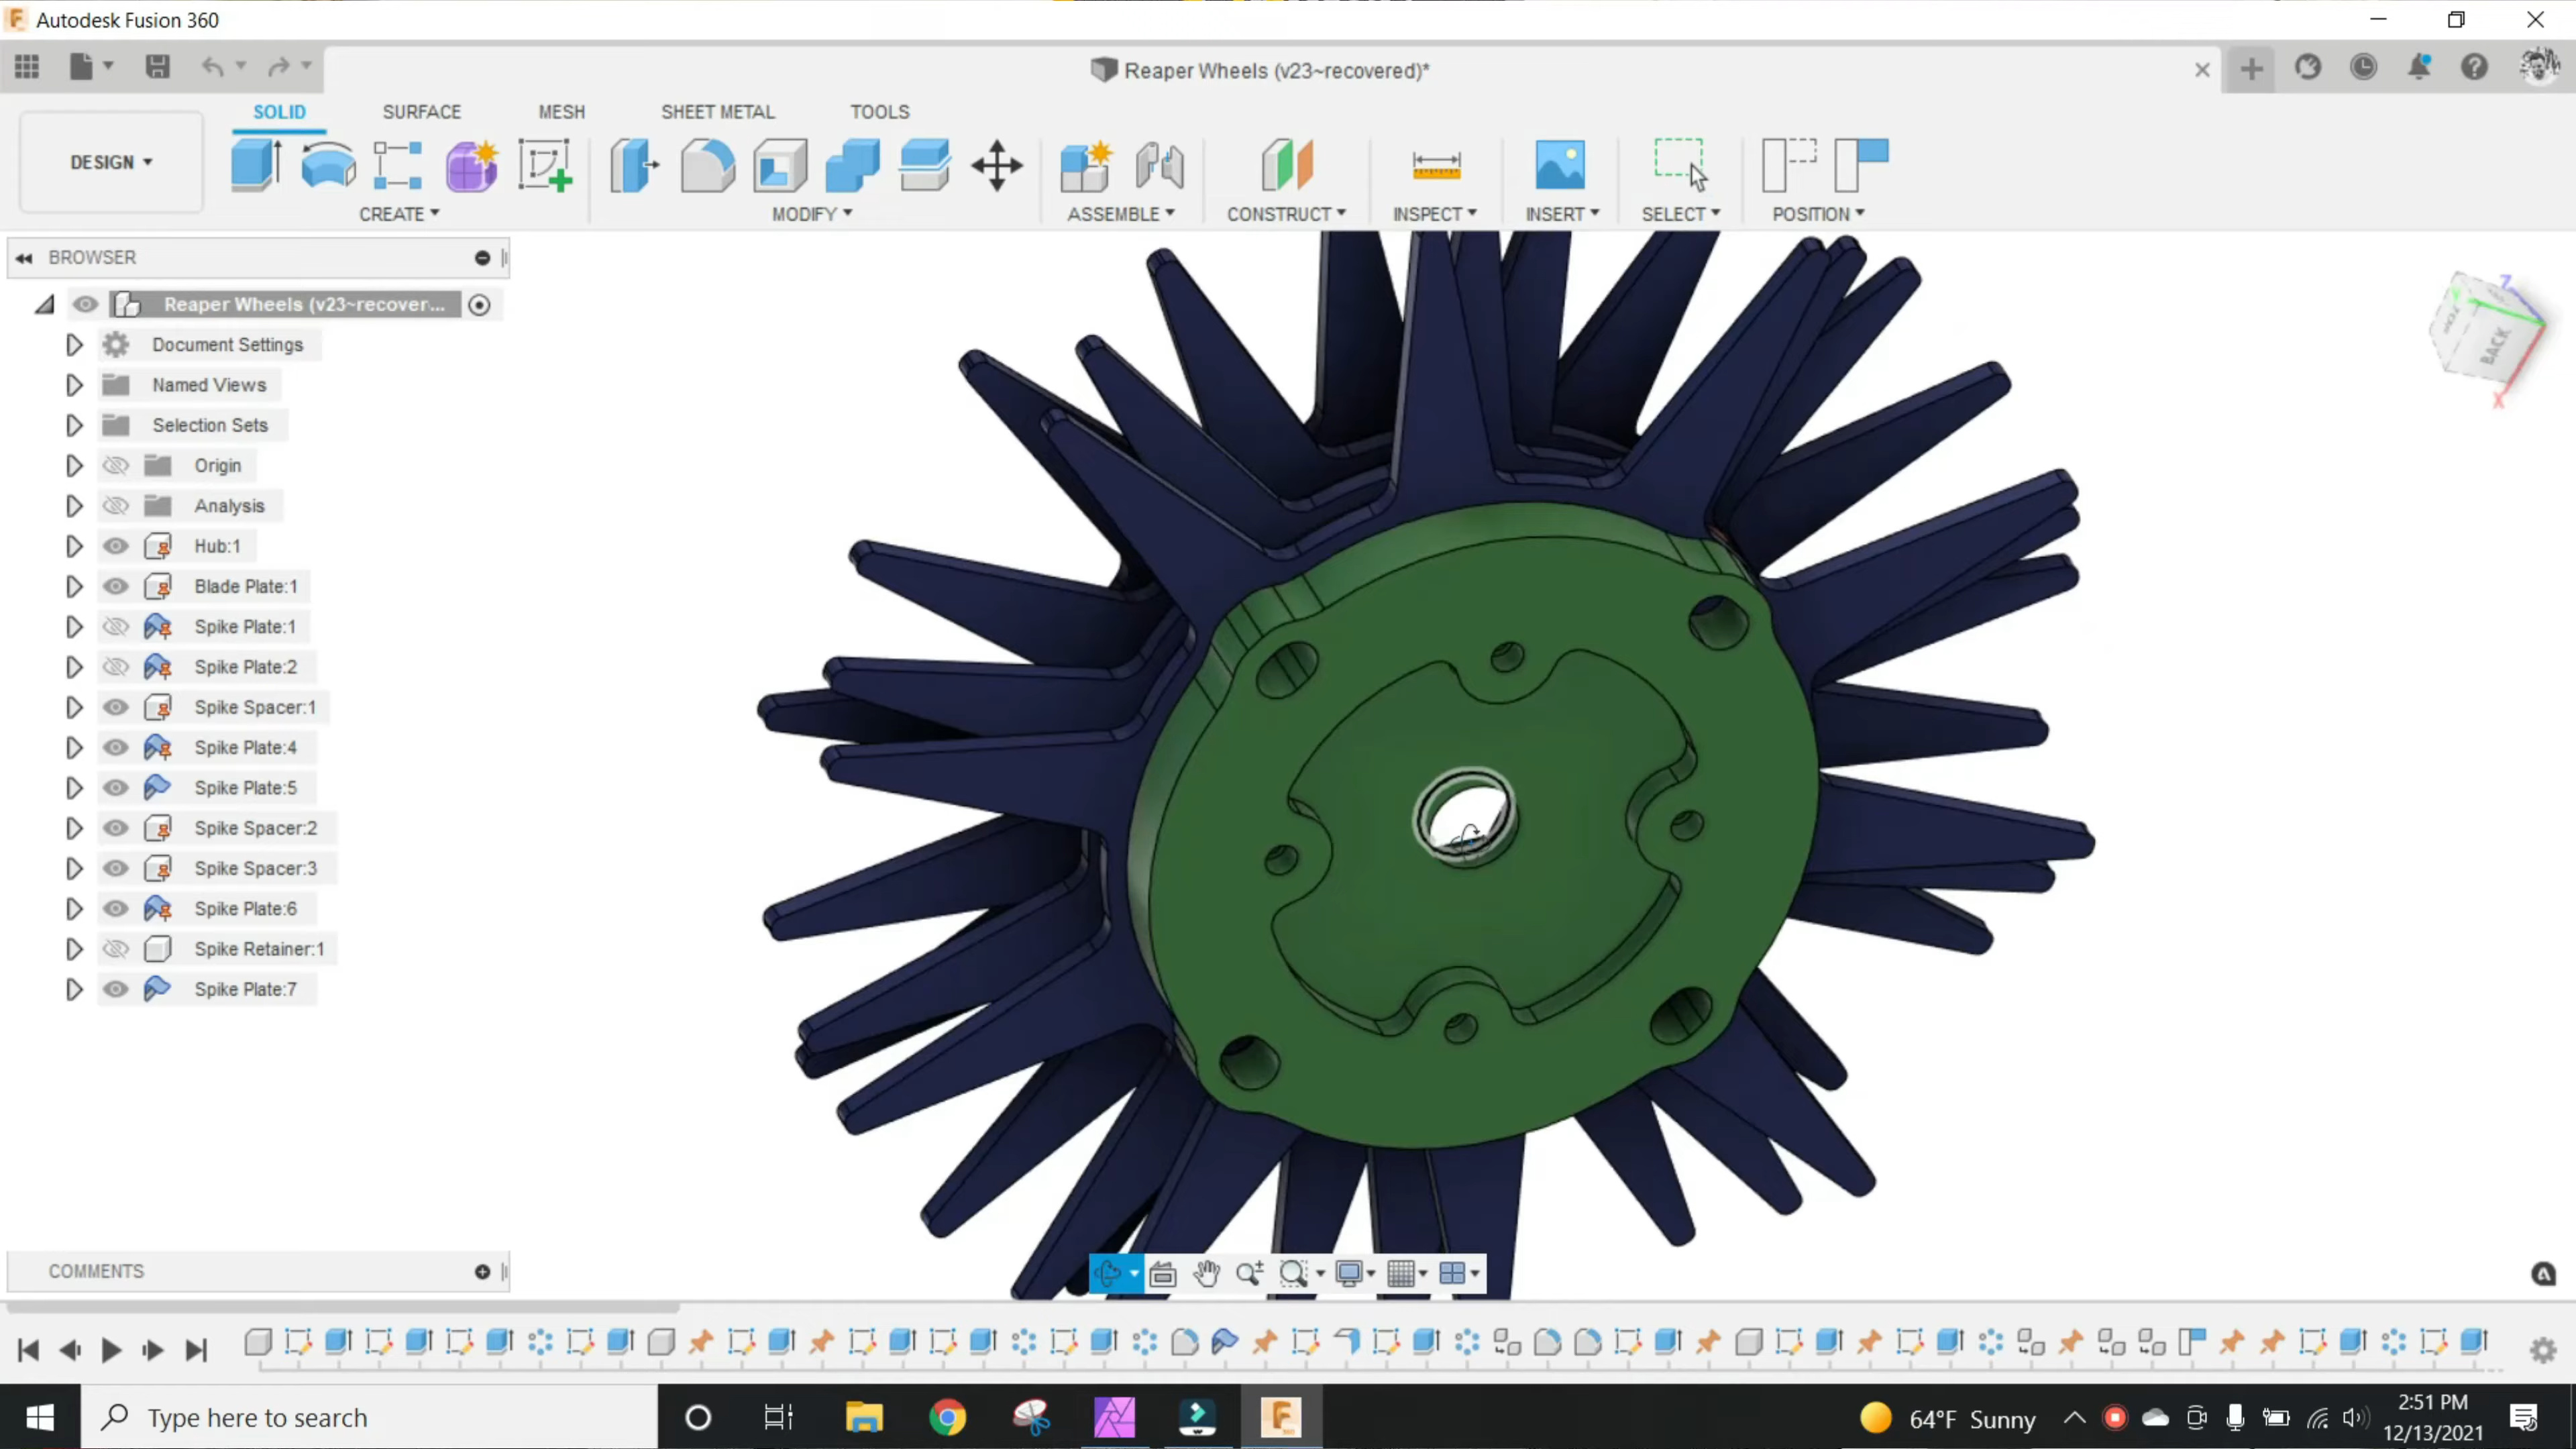 Autodesk Fusion 360
Reaper Wheels (v23~recovered)*
SOLID SURFACE MESH SHEET METAL TOOLS
DESIGN
CREATE MODIFY ASSEMBLE CONSTRUCT INSPECT INSERT SELECT POSITION
BROWSER
Reaper Wheels (v23~recover...
Document Settings
Named Views
Selection Sets
Origin
Analysis
Hub:1
Blade Plate:1
Spike Plate:1
Spike Plate:2
Spike Spacer:1
Spike Plate:4
Spike Plate:5
Spike Spacer:2
Spike Spacer:3
Spike Plate:6
Spike Retainer:1
Spike Plate:7
Z
BACK
X
COMMENTS
Type here to search
64°F Sunny
2:51 PM
12/13/2021